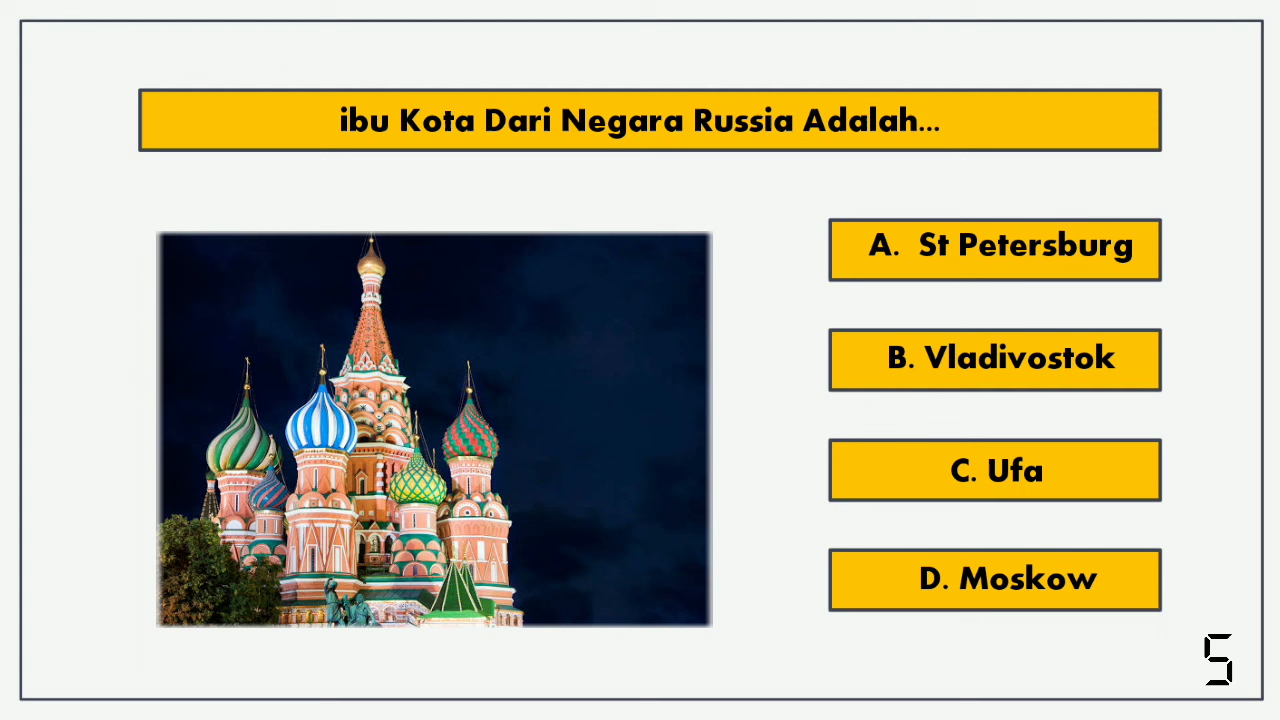 ibu Kota Dari Negara Russia Adalah...
A. St Petersburg
B. Vladivostok
C. Ufa
D. Moskow
5